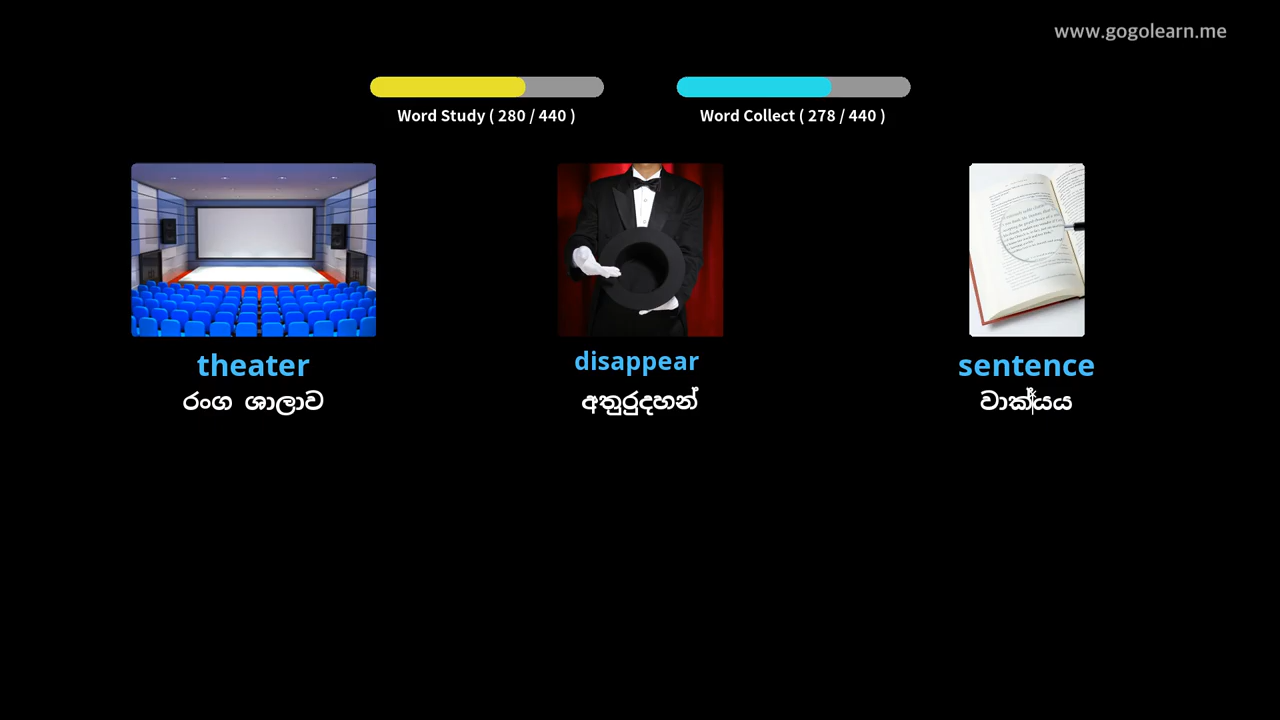 www.gogolearn.me
Word Study ( 280 / 440 )
Word Collect ( 278 / 440 )
theater
disappear
sentence
රංග ශාලාව
අතුරුදහන්
වාක්‍යය